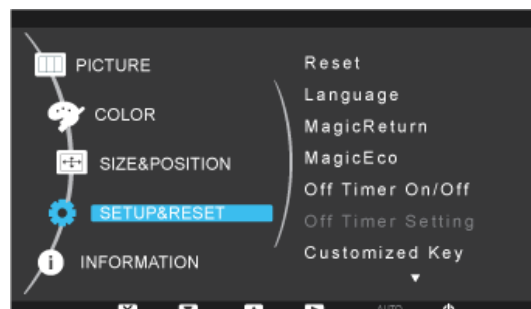 PICTURE
COLOR
SIZE&POSITION
SETUP&RESET
INFORMATION
Reset
Language
MagicReturn
MagicEco
Off Timer On/Off
Off Timer Setting
Customized Key
AUTO